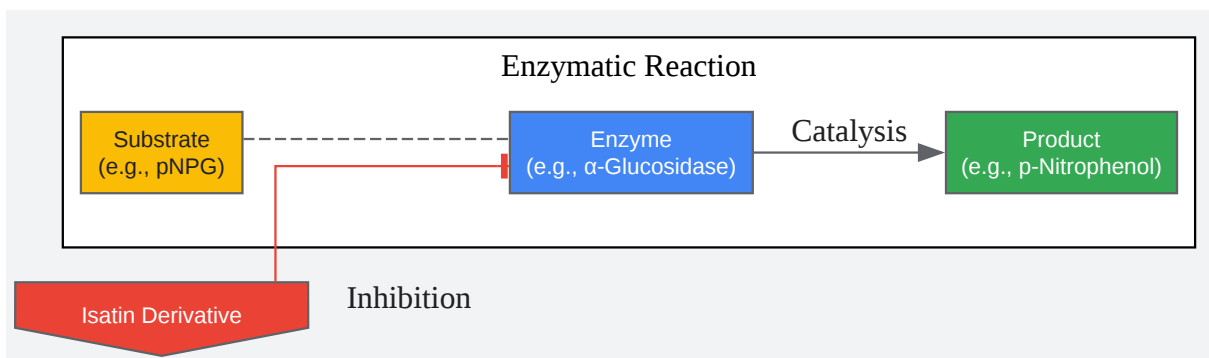 Enzymatic Reaction
Substrate
(e.g., pNPG)
Enzyme
(e.g., α-Glucosidase)
Catalysis
Product
(e.g., p-Nitrophenol)
Isatin Derivative
Inhibition